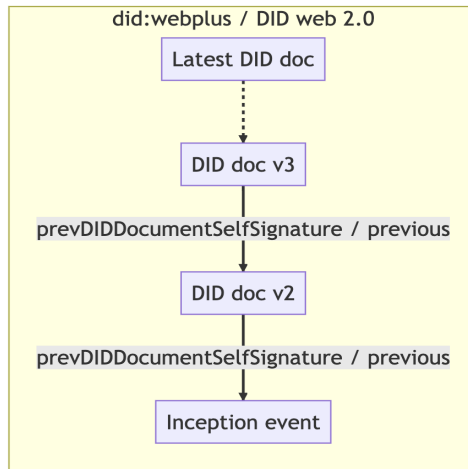 did:webplus / DID web 2.0
Latest DID doc
DID doc v3
prevDIDDocumentSelfSignature / previous
DID doc v2
prevDIDDocumentSelfSignature / previous
Inception event